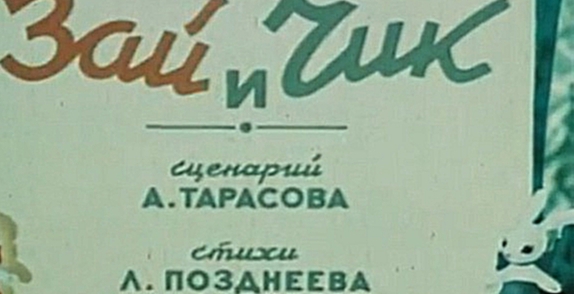 Зай и Чик
сценарий
А. ТАРАСОВА
стихи
Л. ПОЗДНЕЕВА